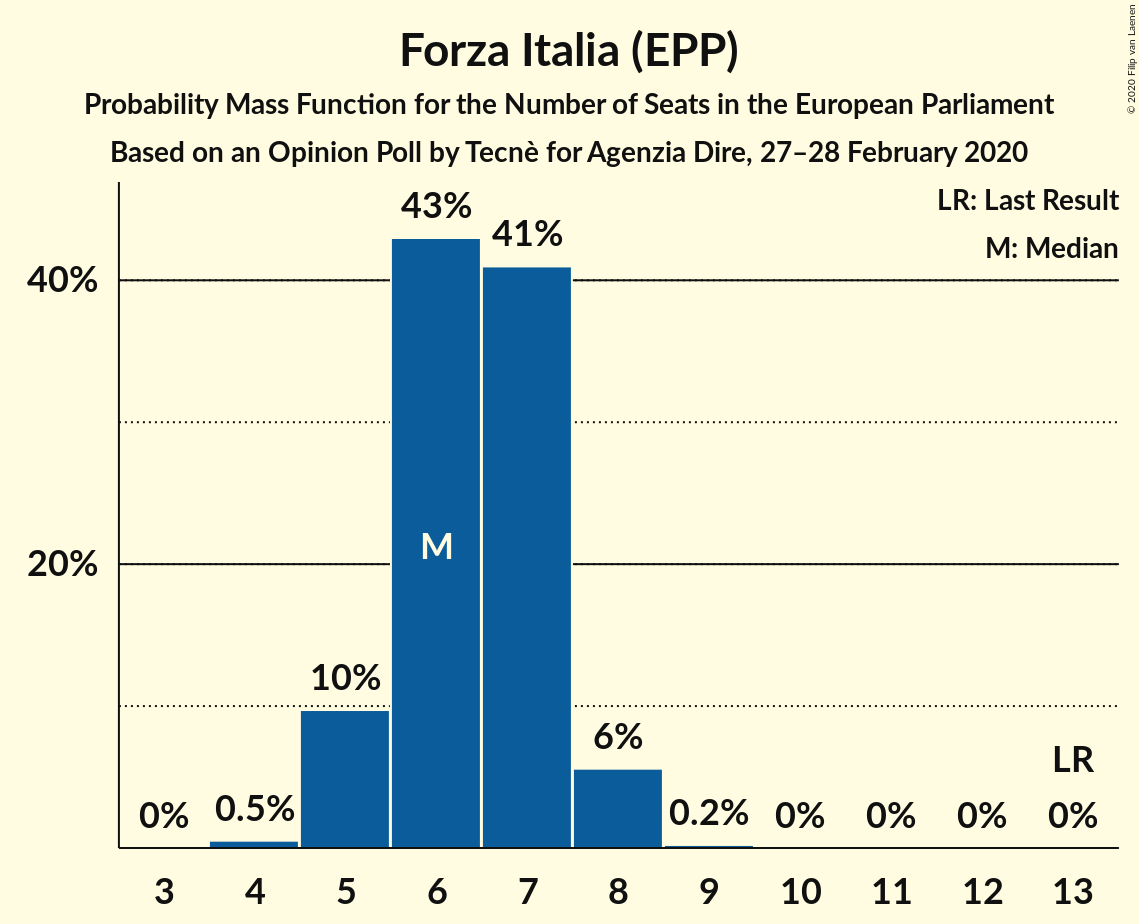 Forza Italia (EPP)
Probability Mass Function for the Number of Seats in the European Parliament
Based on an Opinion Poll by Tecnè for Agenzia Dire, 27–28 February 2020
© 2020 Filip van Laenen
LR: Last Result
M: Median
43%
41%
40%
M
20%
10%
6%
LR
0%
0.5%
0.2%
0%
0%
0%
0%
3 4 5 6 7 8 9 10 11 12 13